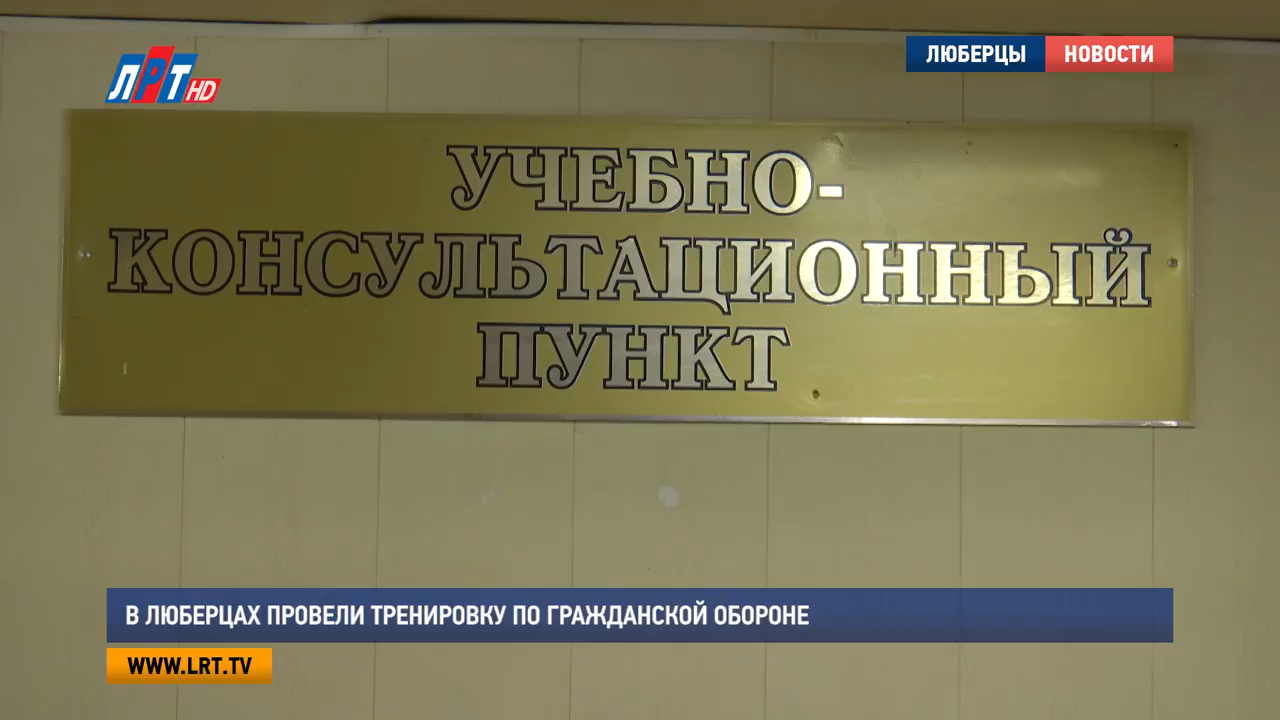 ЛРТ HD
ЛЮБЕРЦЫ НОВОСТИ
УЧЕБНО-
КОНСУЛЬТАЦИОННЫЙ
ПУНКТ
В ЛЮБЕРЦАХ ПРОВЕЛИ ТРЕНИРОВКУ ПО ГРАЖДАНСКОЙ ОБОРОНЕ
WWW.LRT.TV